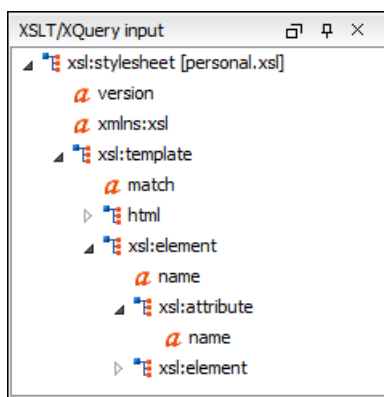 XSLT/XQuery input
xsl:stylesheet [personal.xsl]
a version
a xmlns:xsl
xsl:template
a match
html
xsl:element
a name
xsl:attribute
a name
xsl:element